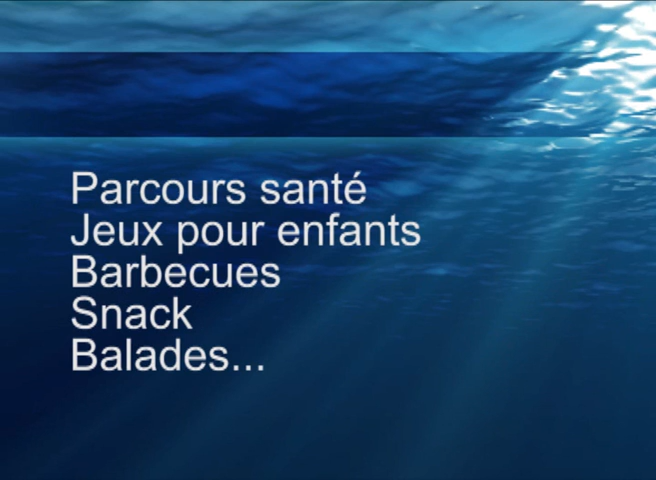 Parcours santé
Jeux pour enfants
Barbecues
Snack
Balades...